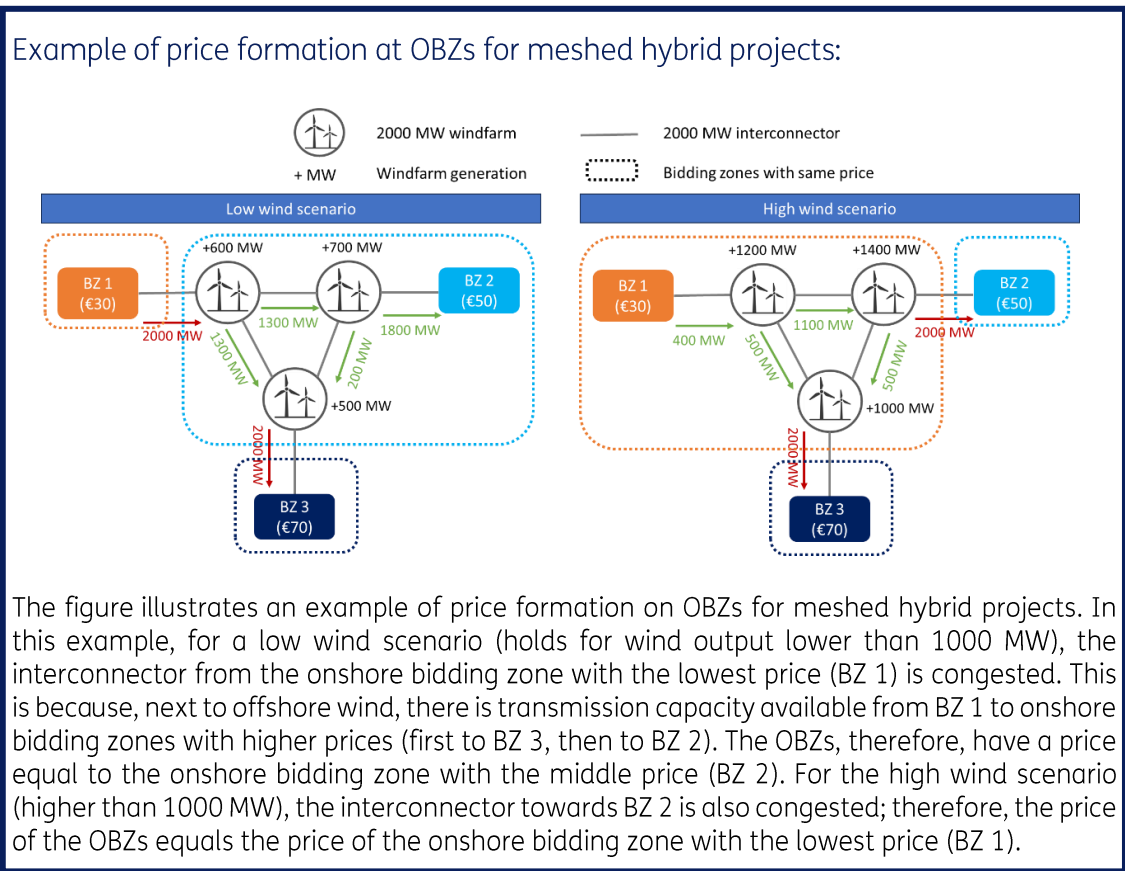 Example of price formation at OBZs for meshed hybrid projects:
2000 MW windfarm
2000 MW interconnector
+ MW
Windfarm generation
Bidding zones with same price
Low wind scenario
+600 MW
+700 MW
BZ 1
(€30)
BZ 2
(€50)
2000 MW
1300 MW
1800 MW
1300 MW
200 MW
+500 MW
2000 MW
BZ 3
(€70)
High wind scenario
+1200 MW
+1400 MW
BZ 1
(€30)
BZ 2
(€50)
400 MW
1100 MW
2000 MW
500 MW
500 MW
+1000 MW
2000 MW
BZ 3
(€70)
The figure illustrates an example of price formation on OBZs for meshed hybrid projects. In
this example, for a low wind scenario (holds for wind output lower than 1000 MW), the
interconnector from the onshore bidding zone with the lowest price (BZ 1) is congested. This
is because, next to offshore wind, there is transmission capacity available from BZ 1 to onshore
bidding zones with higher prices (first to BZ 3, then to BZ 2). The OBZs, therefore, have a price
equal to the onshore bidding zone with the middle price (BZ 2). For the high wind scenario
(higher than 1000 MW), the interconnector towards BZ 2 is also congested; therefore, the price
of the OBZs equals the price of the onshore bidding zone with the lowest price (BZ 1).